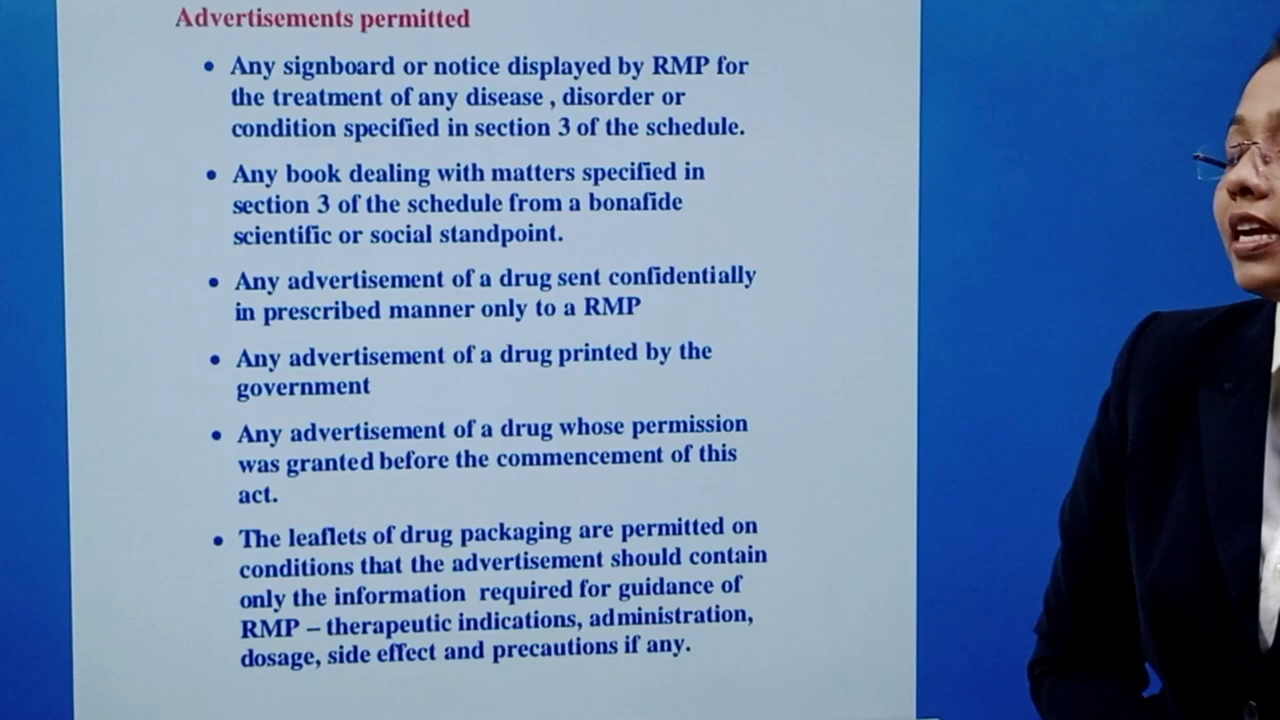 Advertisements permitted
• Any signboard or notice displayed by RMP for
the treatment of any disease , disorder or
condition specified in section 3 of the schedule.
• Any book dealing with matters specified in
section 3 of the schedule from a bonafide
scientific or social standpoint.
• Any advertisement of a drug sent confidentially
in prescribed manner only to a RMP
• Any advertisement of a drug printed by the
government
• Any advertisement of a drug whose permission
was granted before the commencement of this
act.
• The leaflets of drug packaging are permitted on
conditions that the advertisement should contain
only the information required for guidance of
RMP – therapeutic indications, administration,
dosage, side effect and precautions if any.